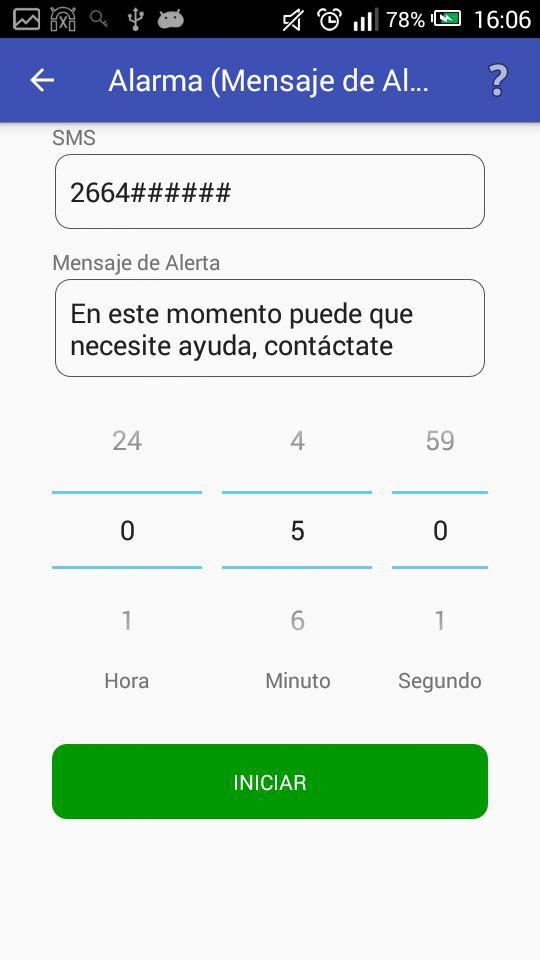 78% 16:06
Alarma (Mensaje de Al...
?
SMS
2664######
Mensaje de Alerta
En este momento puede que
necesite ayuda, contáctate
24 4 59
0 5 0
1 6 1
Hora Minuto Segundo
INICIAR